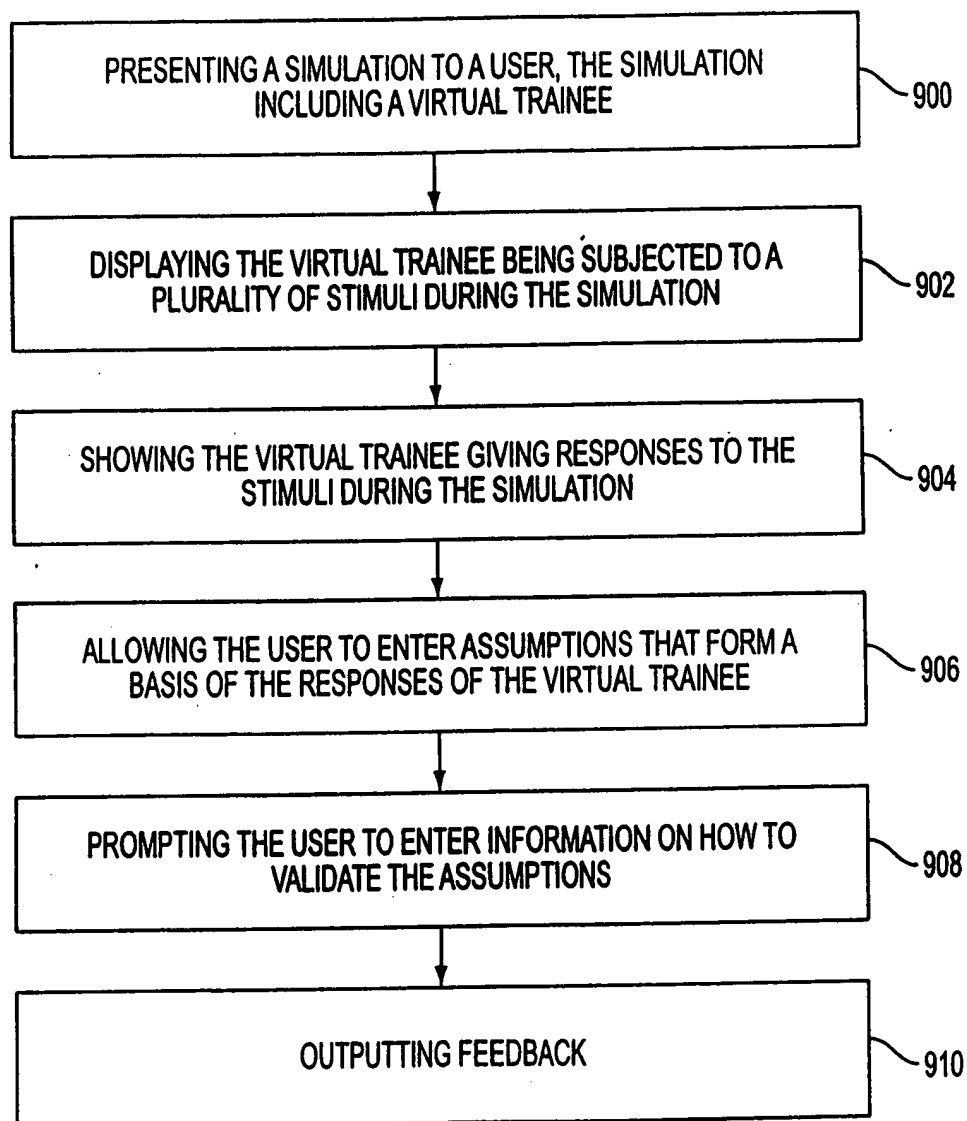 PRESENTING A SIMULATION TO A USER, THE SIMULATION
INCLUDING A VIRTUAL TRAINEE
900
DISPLAYING THE VIRTUAL TRAINEE BEING SUBJECTED TO A
PLURALITY OF STIMULI DURING THE SIMULATION
902
SHOWING THE VIRTUAL TRAINEE GIVING RESPONSES TO THE
STIMULI DURING THE SIMULATION
904
ALLOWING THE USER TO ENTER ASSUMPTIONS THAT FORM A
BASIS OF THE RESPONSES OF THE VIRTUAL TRAINEE
906
PROMPTING THE USER TO ENTER INFORMATION ON HOW TO
VALIDATE THE ASSUMPTIONS
908
OUTPUTTING FEEDBACK
910